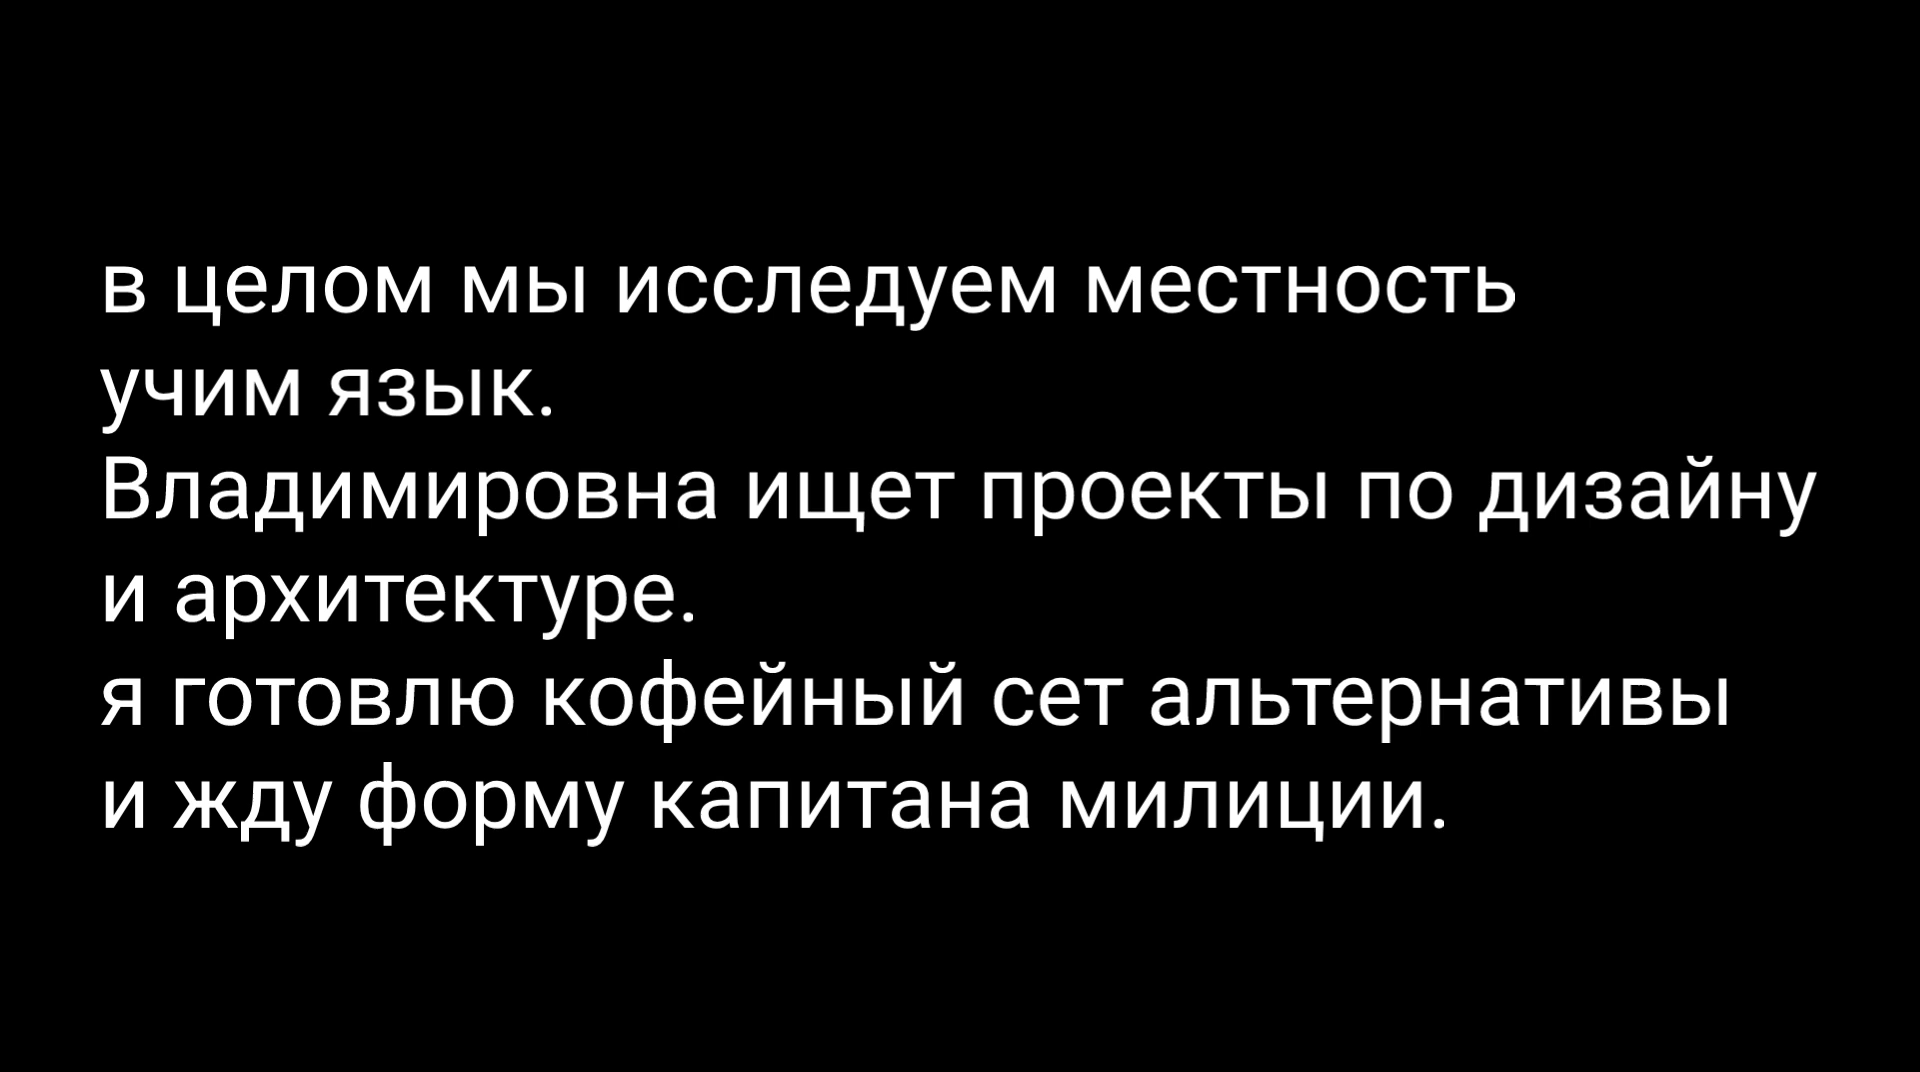 в целом мы исследуем местность
учим язык.
Владимировна ищет проекты по дизайну
и архитектуре.
я готовлю кофейный сет альтернативы
и жду форму капитана милиции.